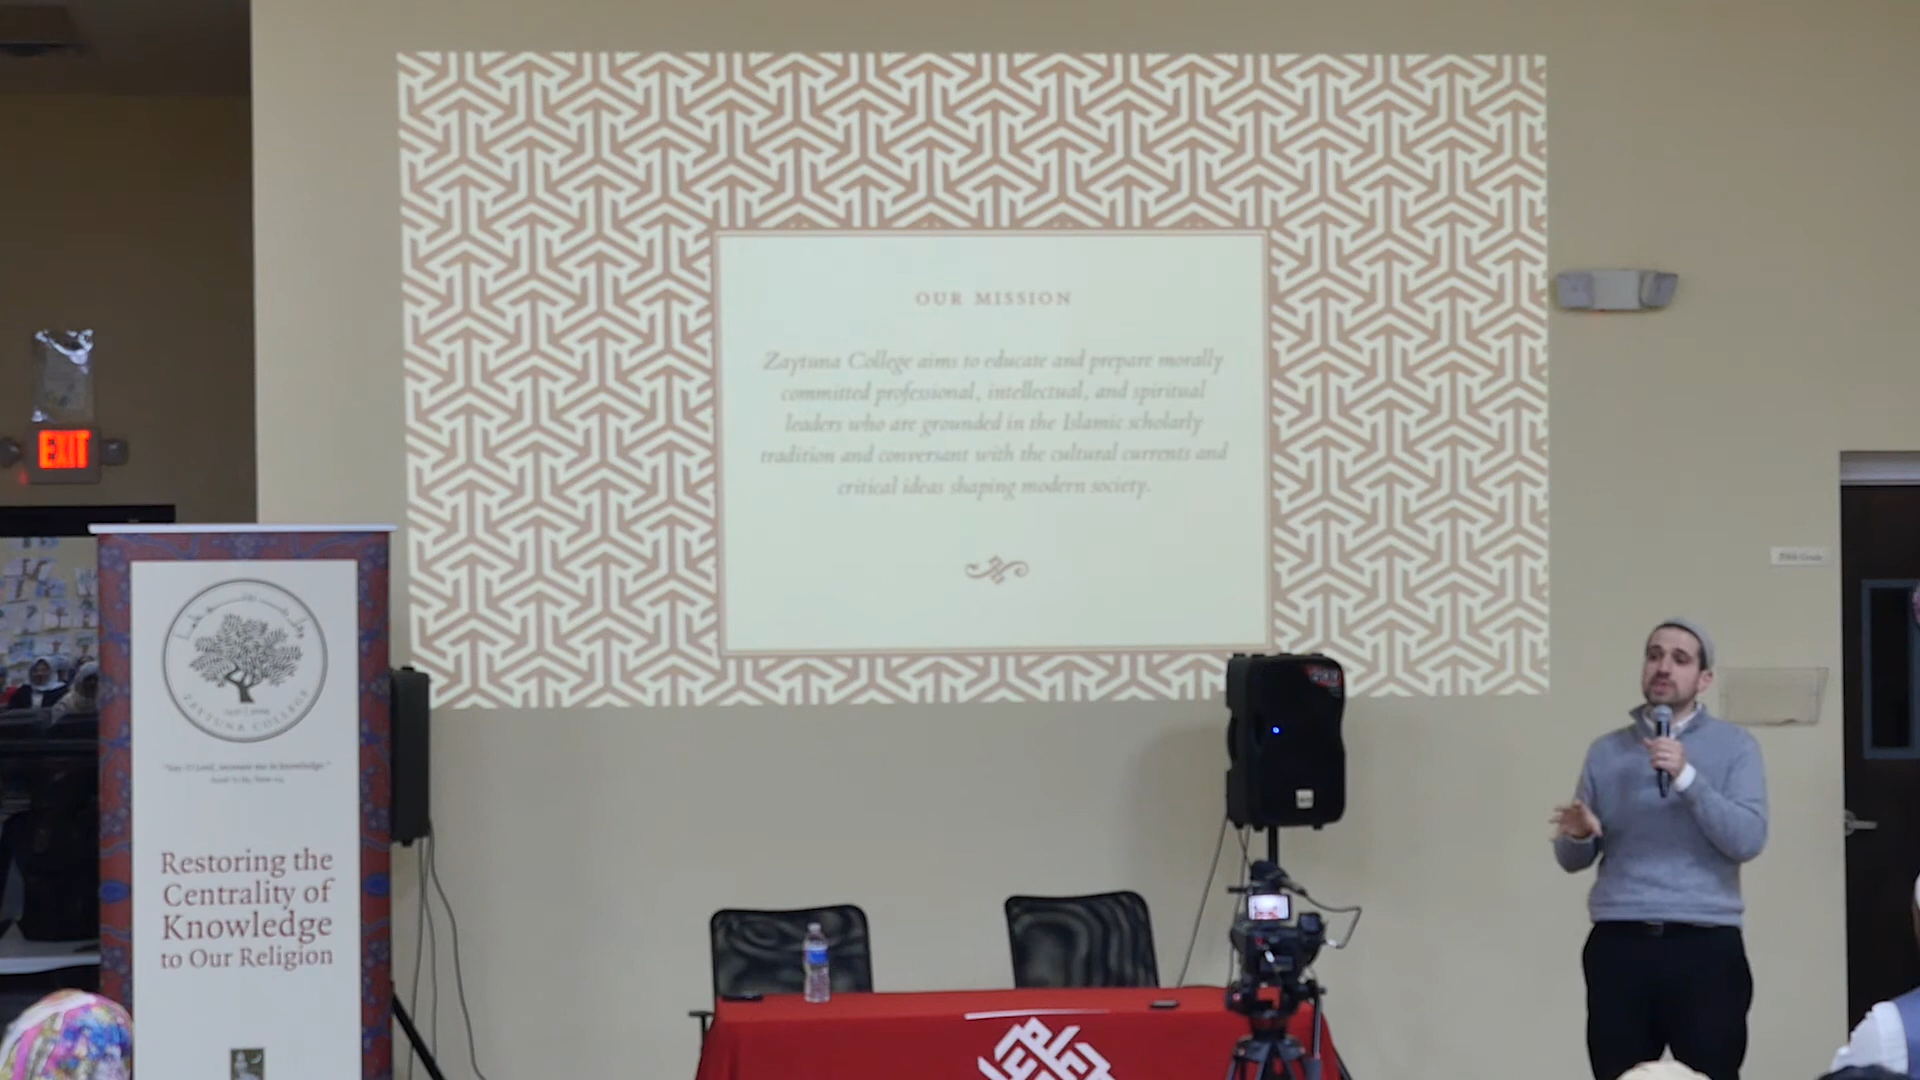 OUR MISSION
Zaytuna College aims to educate and prepare morally
committed professional, intellectual, and spiritual
leaders who are grounded in the Islamic scholarly
tradition and conversant with the cultural currents and
critical ideas shaping modern society.
EXIT
ZAYTUNA COLLEGE
Restoring the
Centrality of
Knowledge
to Our Religion